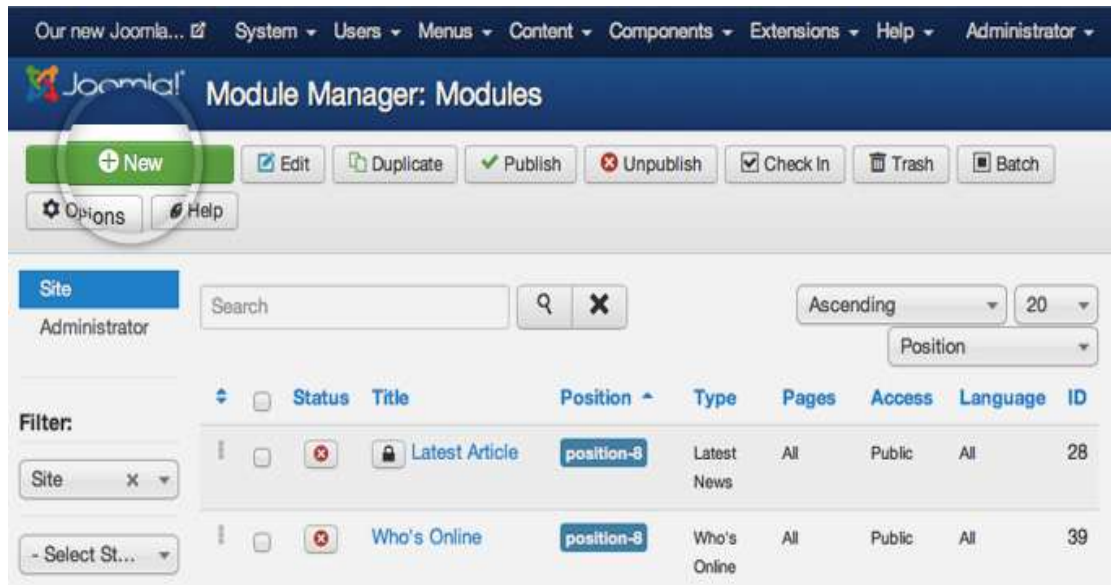 Our new Joomla... System Users Menus Content Components Extensions Help Administrator
Joomla! Module Manager: Modules
New Edit Duplicate Publish Unpublish Check In Trash Batch
Options Help
Site
Administrator
Search
Ascending 20
Position
Filter:
Site
- Select St...
Status Title Position Type Pages Access Language ID
Latest Article position-8 Latest News All Public All 28
Who's Online position-8 Who's Online All Public All 39